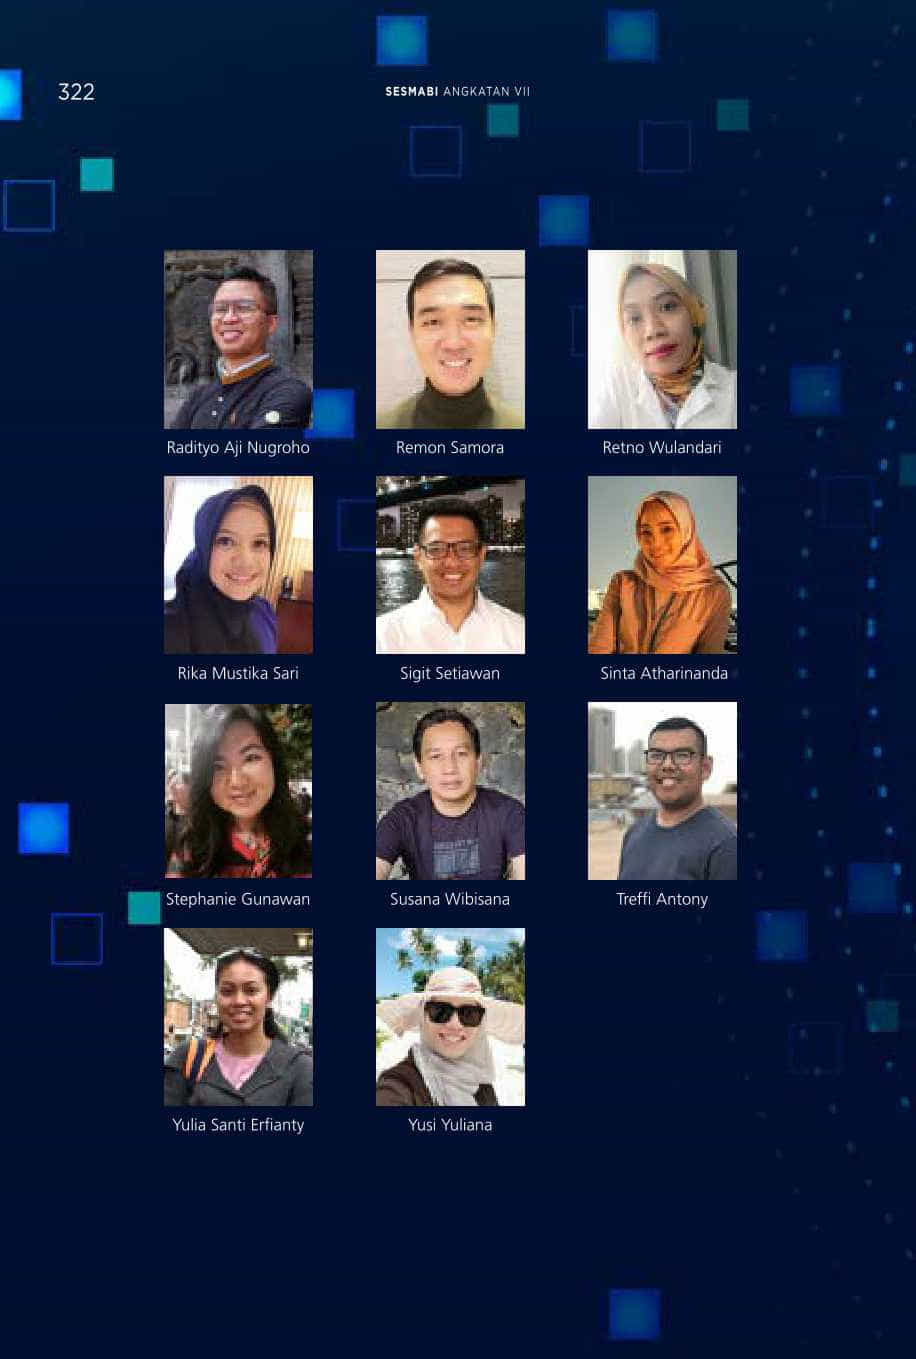 322
SESMABI ANGKATAN VII
Radityo Aji Nugroho
Remon Samora
Retno Wulandari
Rika Mustika Sari
Sigit Setiawan
Sinta Atharinanda
Stephanie Gunawan
Susana Wibisana
Treffi Antony
Yulia Santi Erfianty
Yusi Yuliana